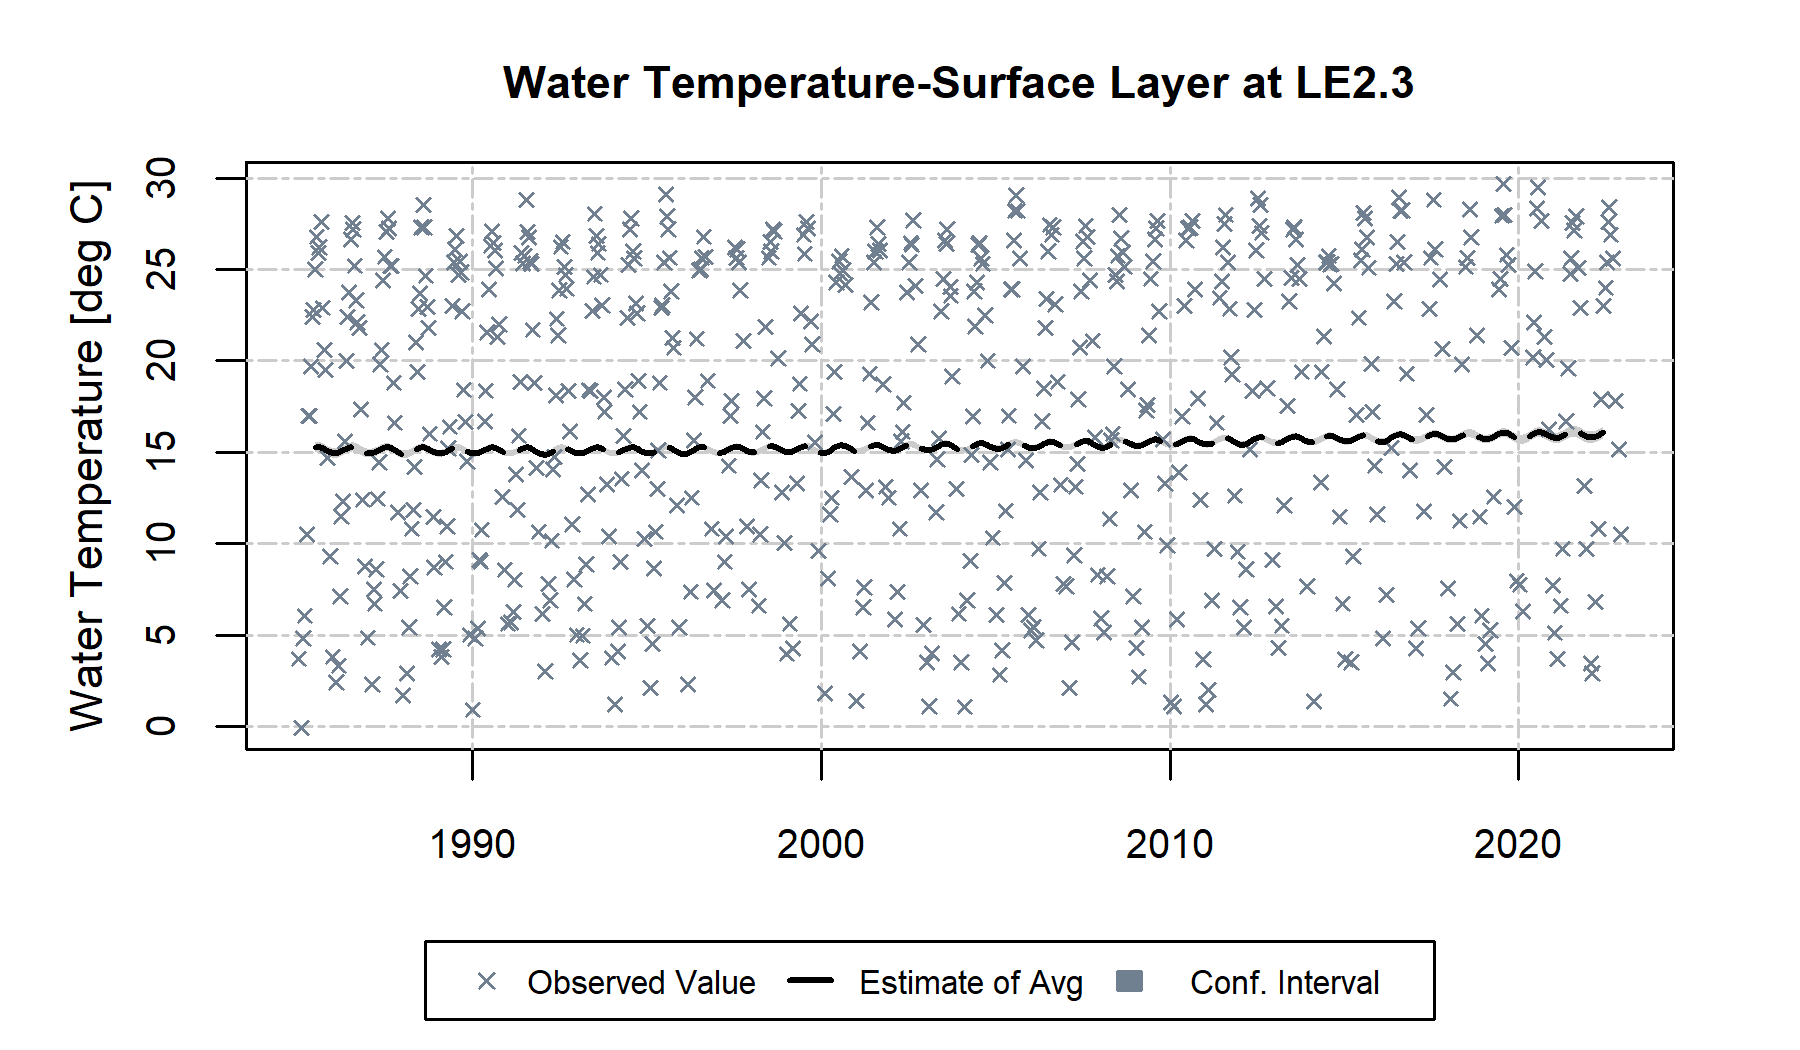 Water Temperature-Surface Layer at LE2.3
Water Temperature [deg C]
30
25
20
15
10
5
0
1990 2000 2010 2020
Observed Value Estimate of Avg Conf. Interval